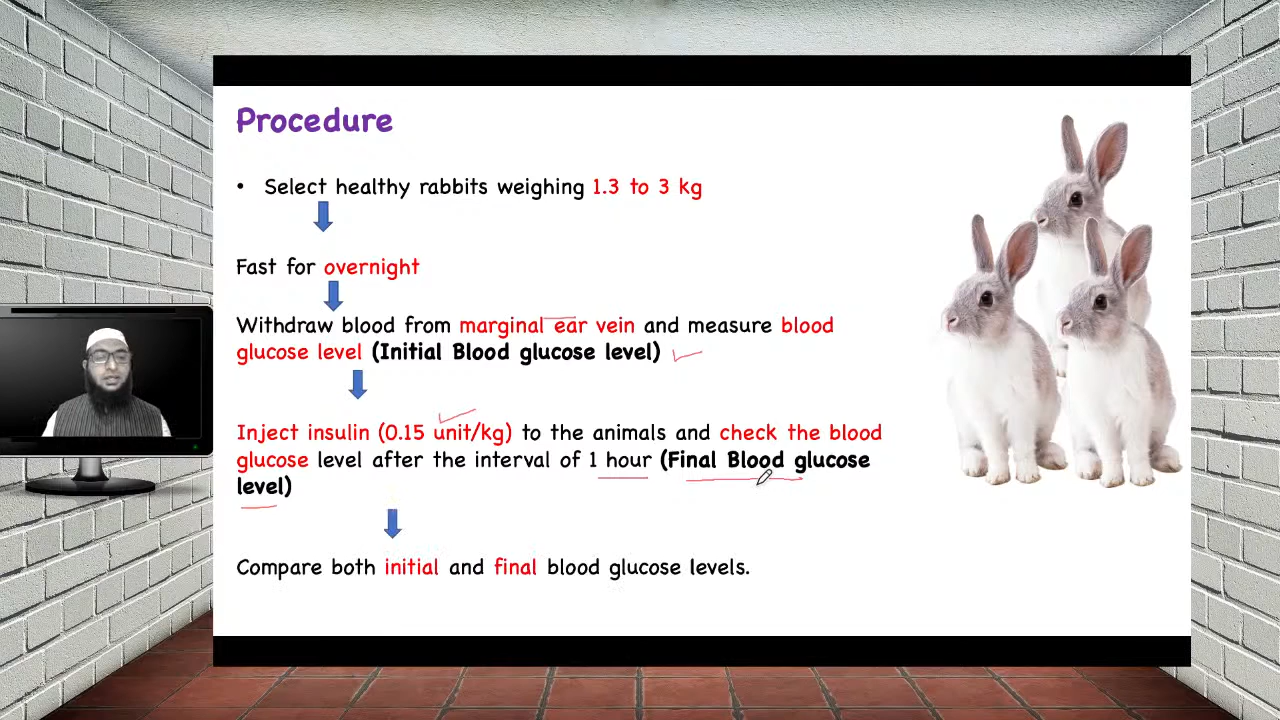 Procedure
• Select healthy rabbits weighing 1.3 to 3 kg
Fast for overnight
Withdraw blood from marginal ear vein and measure blood
glucose level (Initial Blood glucose level)
Inject insulin (0.15 unit/kg) to the animals and check the blood
glucose level after the interval of 1 hour (Final Blood glucose
level)
Compare both initial and final blood glucose levels.